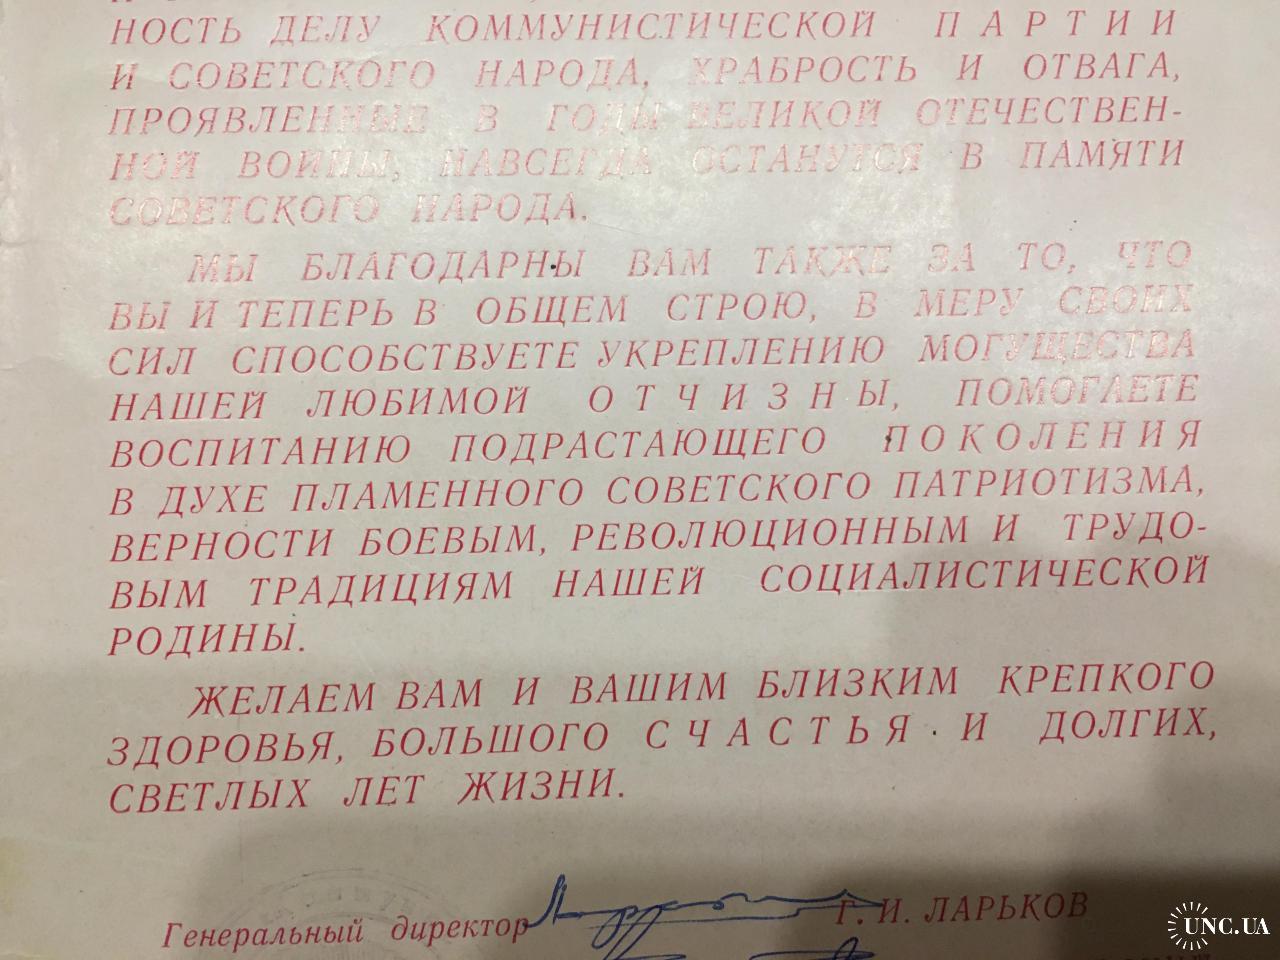 НОСТЬ ДЕЛУ КОММУНИСТИЧЕСКОЙ ПАРТИИ
И СОВЕТСКОГО НАРОДА, ХРАБРОСТЬ И ОТВАГА,
ПРОЯВЛЕННЫЕ В ГОДЫ ВЕЛИКОЙ ОТЕЧЕСТВЕН-
НОЙ ВОЙНЫ, НАВСЕГДА ОСТАНУТСЯ В ПАМЯТИ
СОВЕТСКОГО НАРОДА.
МЫ БЛАГОДАРНЫ ВАМ ТАКЖЕ ЗА ТО, ЧТО
ВЫ И ТЕПЕРЬ В ОБЩЕМ СТРОЮ, В МЕРУ СВОИХ
СИЛ СПОСОБСТВУЕТЕ УКРЕПЛЕНИЮ МОГУЩЕСТВА
НАШЕЙ ЛЮБИМОЙ ОТЧИЗНЫ, ПОМОГАЕТЕ
ВОСПИТАНИЮ ПОДРАСТАЮЩЕГО ПОКОЛЕНИЯ
В ДУХЕ ПЛАМЕННОГО СОВЕТСКОГО ПАТРИОТИЗМА,
ВЕРНОСТИ БОЕВЫМ, РЕВОЛЮЦИОННЫМ И ТРУДО-
ВЫМ ТРАДИЦИЯМ НАШЕЙ СОЦИАЛИСТИЧЕСКОЙ
РОДИНЫ.
ЖЕЛАЕМ ВАМ И ВАШИМ БЛИЗКИМ КРЕПКОГО
ЗДОРОВЬЯ, БОЛЬШОГО СЧАСТЬЯ И ДОЛГИХ,
СВЕТЛЫХ ЛЕТ ЖИЗНИ.
Генеральный директор Г. И. ЛАРЬКОВ
UNC.UA